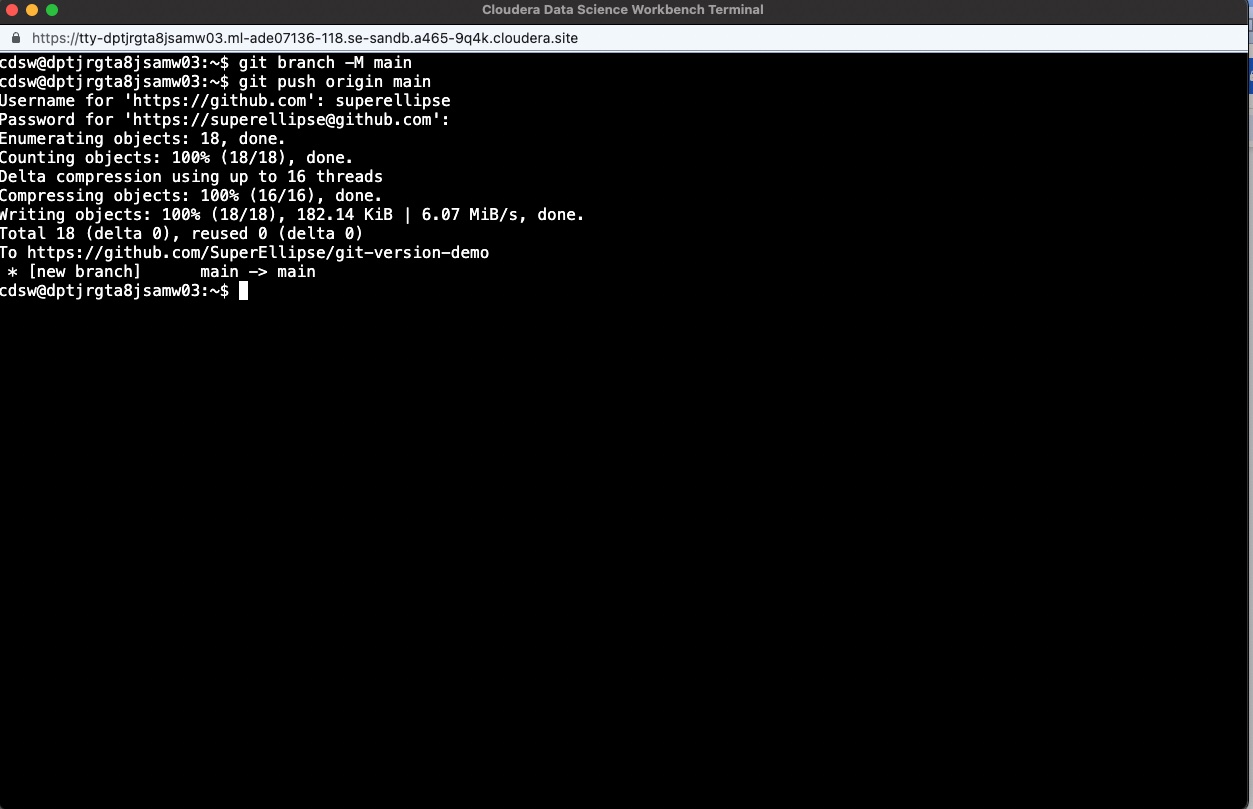 Cloudera Data Science Workbench Terminal
https://tty-dptjrgta8jsamw03.ml-ade07136-118.se-sandb.a465-9q4k.cloudera.site
cdsw@dptjrgta8jsamw03:~$ git branch -M main
cdsw@dptjrgta8jsamw03:~$ git push origin main
Username for 'https://github.com': superellipse
Password for 'https://superellipse@github.com':
Enumerating objects: 18, done.
Counting objects: 100% (18/18), done.
Delta compression using up to 16 threads
Compressing objects: 100% (16/16), done.
Writing objects: 100% (18/18), 182.14 KiB | 6.07 MiB/s, done.
Total 18 (delta 0), reused 0 (delta 0)
To https://github.com/SuperEllipse/git-version-demo
 * [new branch]      main -> main
cdsw@dptjrgta8jsamw03:~$